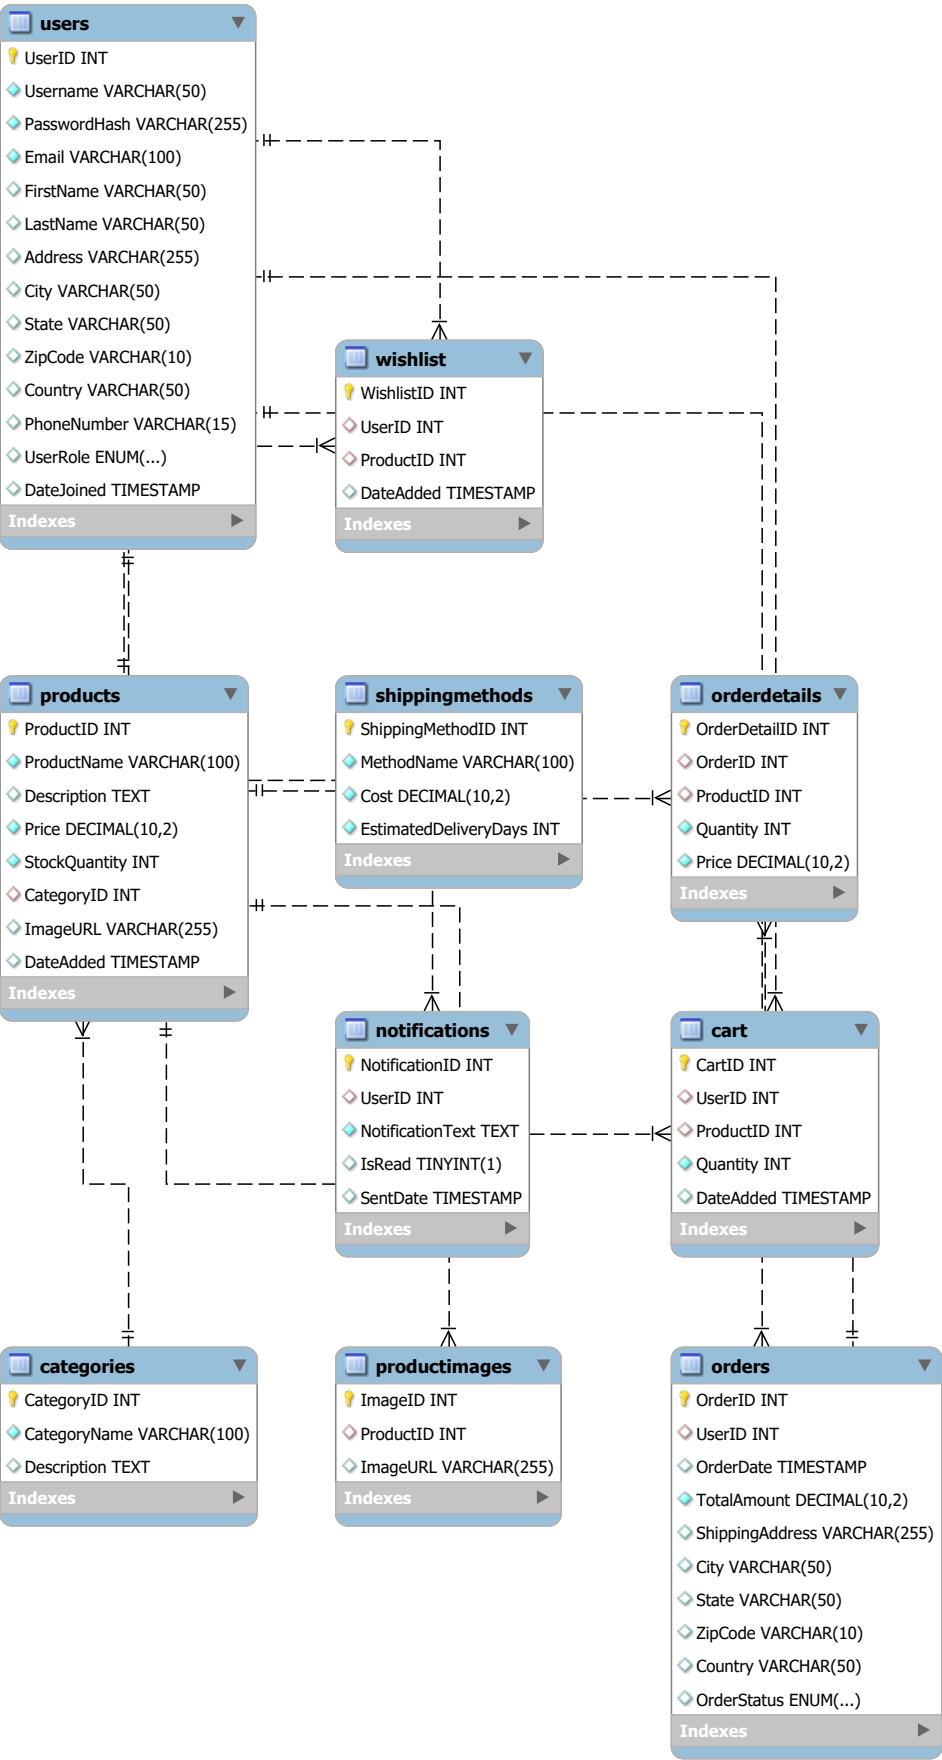 users
UserID INT
Username VARCHAR(50)
PasswordHash VARCHAR(255)
Email VARCHAR(100)
FirstName VARCHAR(50)
LastName VARCHAR(50)
Address VARCHAR(255)
City VARCHAR(50)
State VARCHAR(50)
ZipCode VARCHAR(10)
Country VARCHAR(50)
PhoneNumber VARCHAR(15)
UserRole ENUM(...)
DateJoined TIMESTAMP
Indexes
wishlist
WishlistID INT
UserID INT
ProductID INT
DateAdded TIMESTAMP
Indexes
products
ProductID INT
ProductName VARCHAR(100)
Description TEXT
Price DECIMAL(10,2)
StockQuantity INT
CategoryID INT
ImageURL VARCHAR(255)
DateAdded TIMESTAMP
Indexes
shippingmethods
ShippingMethodID INT
MethodName VARCHAR(100)
Cost DECIMAL(10,2)
EstimatedDeliveryDays INT
Indexes
orderdetails
OrderDetailID INT
OrderID INT
ProductID INT
Quantity INT
Price DECIMAL(10,2)
Indexes
notifications
NotificationID INT
UserID INT
NotificationText TEXT
IsRead TINYINT(1)
SentDate TIMESTAMP
Indexes
cart
CartID INT
UserID INT
ProductID INT
Quantity INT
DateAdded TIMESTAMP
Indexes
categories
CategoryID INT
CategoryName VARCHAR(100)
Description TEXT
Indexes
productimages
ImageID INT
ProductID INT
ImageURL VARCHAR(255)
Indexes
orders
OrderID INT
UserID INT
OrderDate TIMESTAMP
TotalAmount DECIMAL(10,2)
ShippingAddress VARCHAR(255)
City VARCHAR(50)
State VARCHAR(50)
ZipCode VARCHAR(10)
Country VARCHAR(50)
OrderStatus ENUM(...)
Indexes